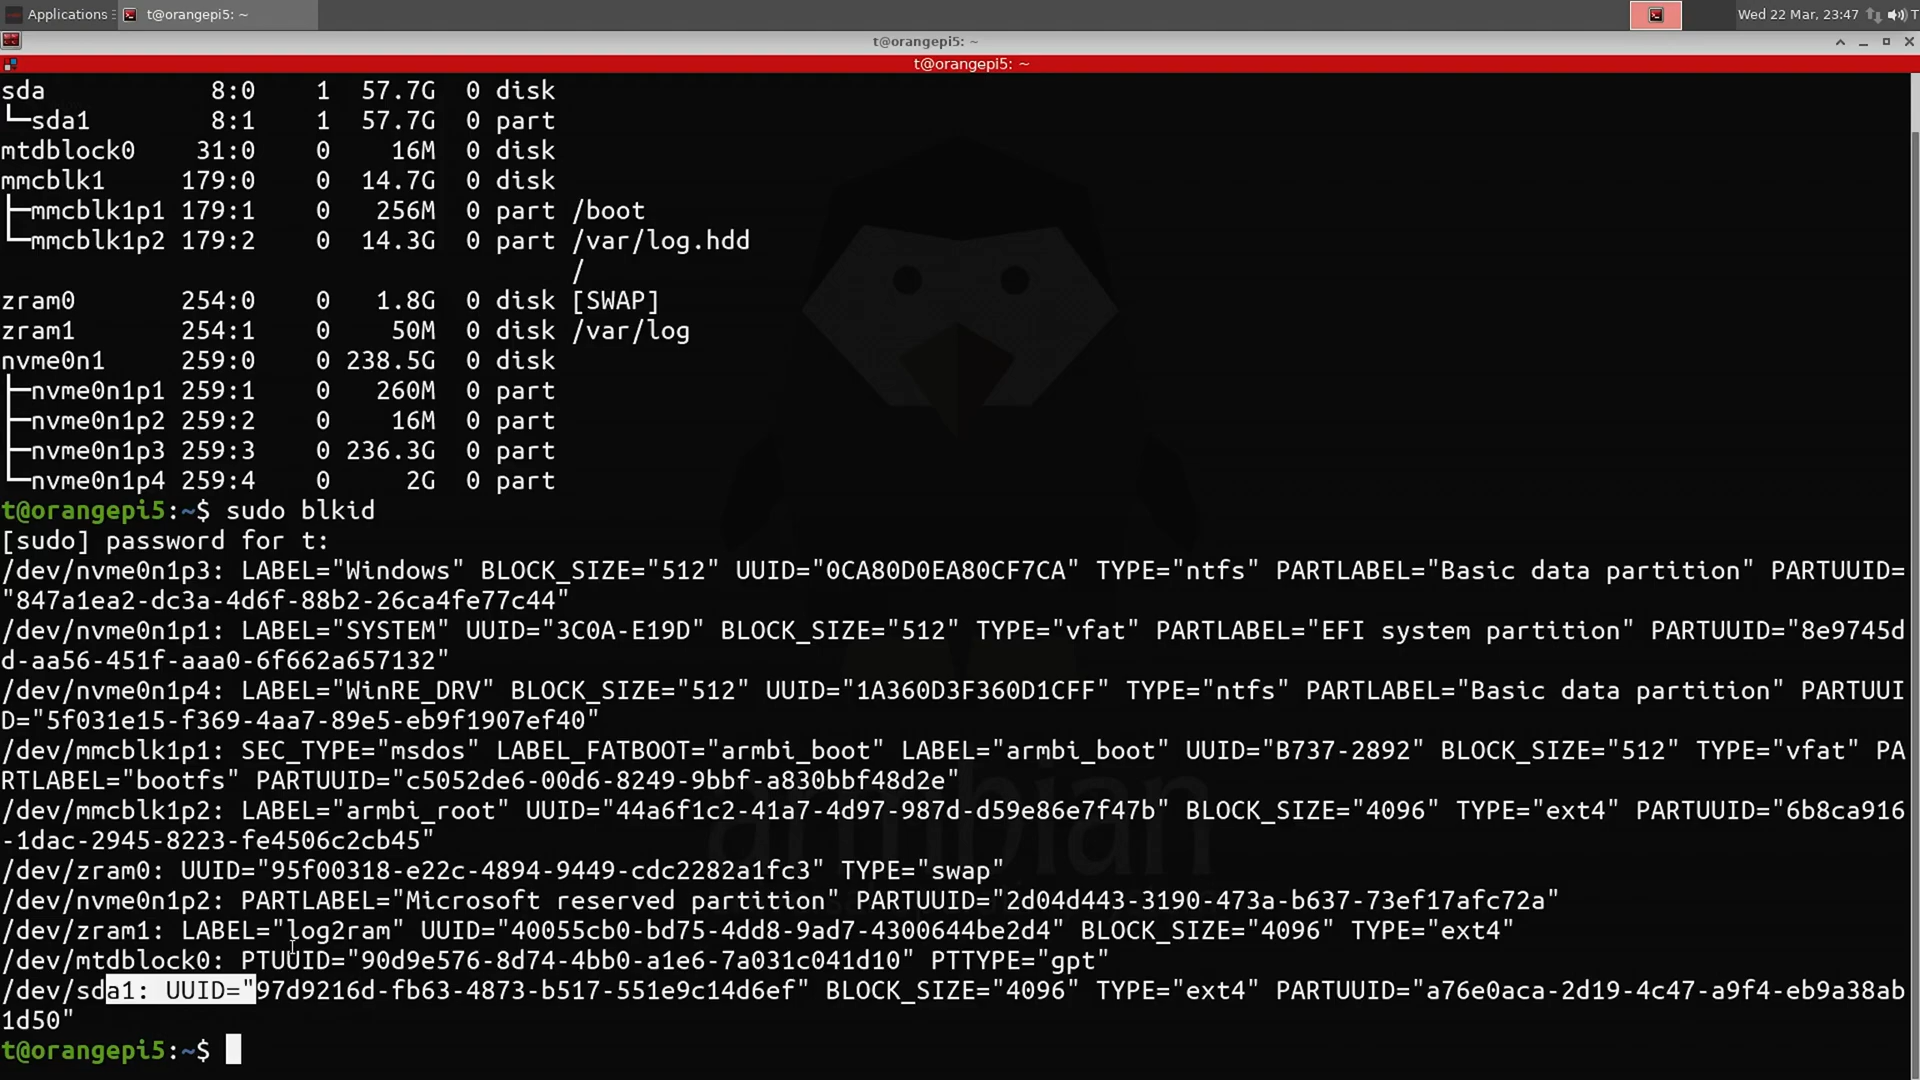 Applications t@orangepi5: ~ Wed 22 Mar, 23:47 T
t@orangepi5: ~
t@orangepi5: ~
sda 8:0 1 57.7G 0 disk
└─sda1 8:1 1 57.7G 0 part
mtdblock0 31:0 0 16M 0 disk
mmcblk1 179:0 0 14.7G 0 disk
├─mmcblk1p1 179:1 0 256M 0 part /boot
└─mmcblk1p2 179:2 0 14.3G 0 part /var/log.hdd
/
zram0 254:0 0 1.8G 0 disk [SWAP]
zram1 254:1 0 50M 0 disk /var/log
nvme0n1 259:0 0 238.5G 0 disk
├─nvme0n1p1 259:1 0 260M 0 part
├─nvme0n1p2 259:2 0 16M 0 part
├─nvme0n1p3 259:3 0 236.3G 0 part
└─nvme0n1p4 259:4 0 2G 0 part
t@orangepi5:~$ sudo blkid
[sudo] password for t:
/dev/nvme0n1p3: LABEL="Windows" BLOCK_SIZE="512" UUID="0CA80D0EA80CF7CA" TYPE="ntfs" PARTLABEL="Basic data partition" PARTUUID=
"847a1ea2-dc3a-4d6f-88b2-26ca4fe77c44"
/dev/nvme0n1p1: LABEL="SYSTEM" UUID="3C0A-E19D" BLOCK_SIZE="512" TYPE="vfat" PARTLABEL="EFI system partition" PARTUUID="8e9745d
d-aa56-451f-aaa0-6f662a657132"
/dev/nvme0n1p4: LABEL="WinRE_DRV" BLOCK_SIZE="512" UUID="1A360D3F360D1CFF" TYPE="ntfs" PARTLABEL="Basic data partition" PARTUUI
D="5f031e15-f369-4aa7-89e5-eb9f1907ef40"
/dev/mmcblk1p1: SEC_TYPE="msdos" LABEL_FATBOOT="armbi_boot" LABEL="armbi_boot" UUID="B737-2892" BLOCK_SIZE="512" TYPE="vfat" PA
RTLABEL="bootfs" PARTUUID="c5052de6-00d6-8249-9bbf-a830bbf48d2e"
/dev/mmcblk1p2: LABEL="armbi_root" UUID="44a6f1c2-41a7-4d97-987d-d59e86e7f47b" BLOCK_SIZE="4096" TYPE="ext4" PARTUUID="6b8ca916
-1dac-2945-8223-fe4506c2cb45"
armbian
/dev/zram0: UUID="95f00318-e22c-4894-9449-cdc2282a1fc3" TYPE="swap"
/dev/nvme0n1p2: PARTLABEL="Microsoft reserved partition" PARTUUID="2d04d443-3190-473a-b637-73ef17afc72a"
/dev/zram1: LABEL="log2ram" UUID="40055cb0-bd75-4dd8-9ad7-4300644be2d4" BLOCK_SIZE="4096" TYPE="ext4"
/dev/mtdblock0: PTUUID="90d9e576-8d74-4bb0-a1e6-7a031c041d10" PTTYPE="gpt"
/dev/sda1: UUID="97d9216d-fb63-4873-b517-551e9c14d6ef" BLOCK_SIZE="4096" TYPE="ext4" PARTUUID="a76e0aca-2d19-4c47-a9f4-eb9a38ab
1d50"
t@orangepi5:~$